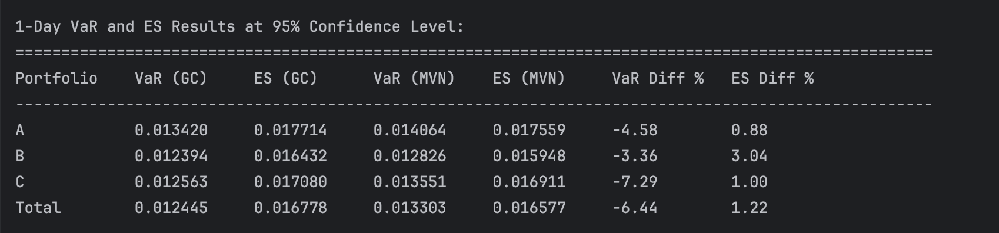 1-Day VaR and ES Results at 95% Confidence Level:
====================================================================================================
Portfolio    VaR (GC)     ES (GC)      VaR (MVN)    ES (MVN)     VaR Diff %   ES Diff %
----------------------------------------------------------------------------------------------------
A            0.013420     0.017714     0.014064     0.017559     -4.58        0.88
B            0.012394     0.016432     0.012826     0.015948     -3.36        3.04
C            0.012563     0.017080     0.013551     0.016911     -7.29        1.00
Total        0.012445     0.016778     0.013303     0.016577     -6.44        1.22